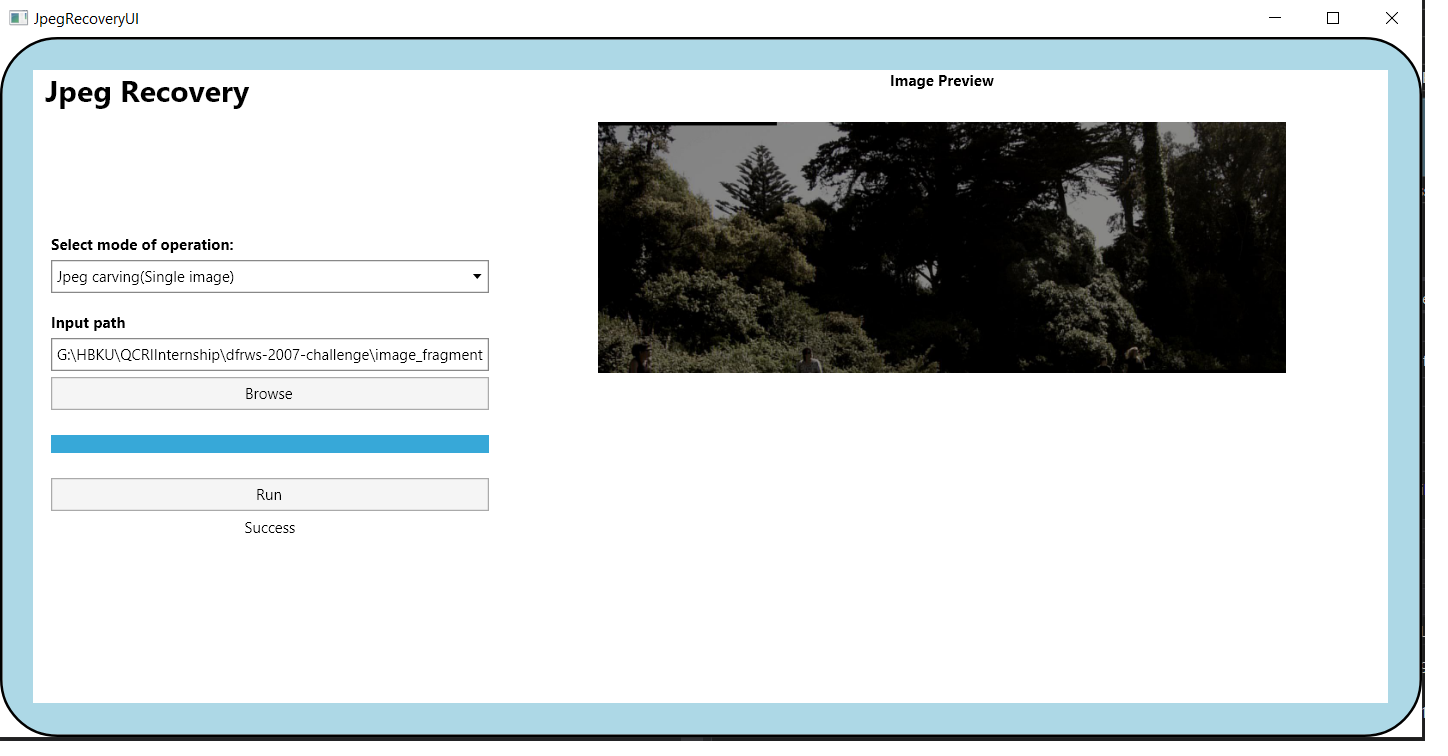 JpegRecoveryUI
Jpeg Recovery
Image Preview
Select mode of operation:
Jpeg carving(Single image)
Input path
G:\HBKU\QCRIInternship\dfrws-2007-challenge\image_fragment
Browse
Run
Success